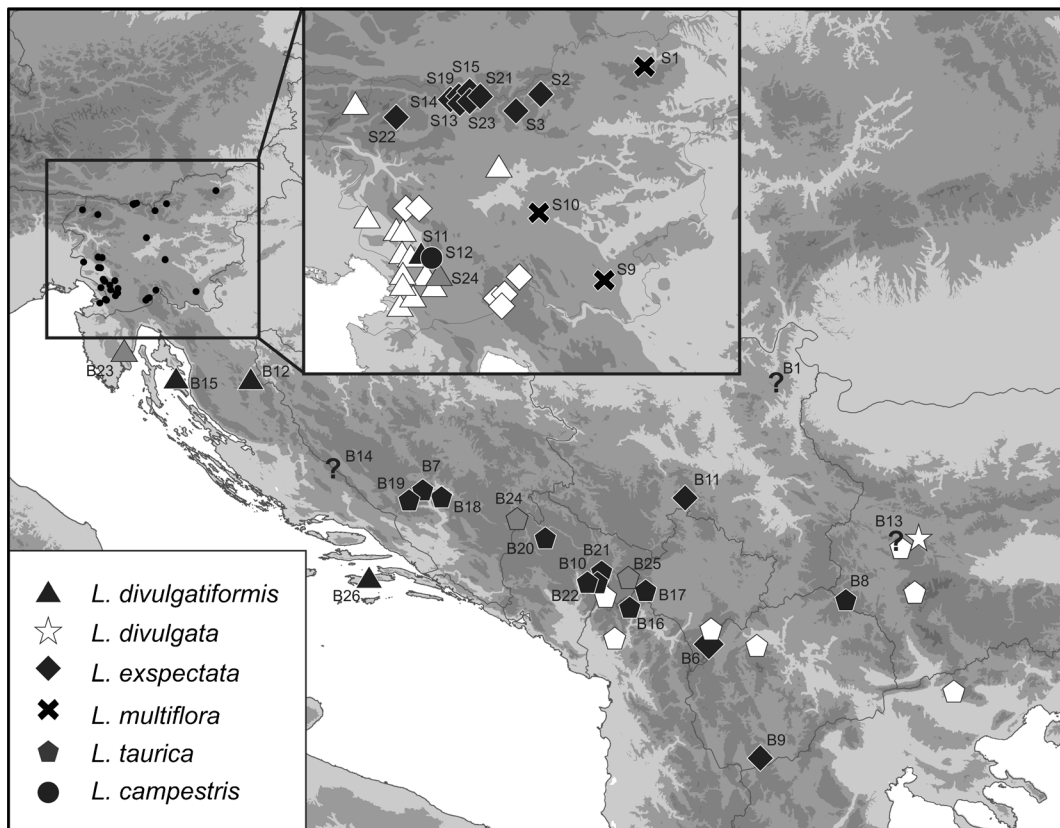 S1
S15
S19
S21
S2
S14
S13
S23
S3
S22
S10
S11
S12
S24
S9
B23
B15
B12
? B1
? B14
B7
B19
B18
B24
B11
B20
B13
?
B21
B10
B25
B22
B17
B8
B16
B26
B6
B9
L. divulgatiformis
L. divulgata
L. exspectata
L. multiflora
L. taurica
L. campestris